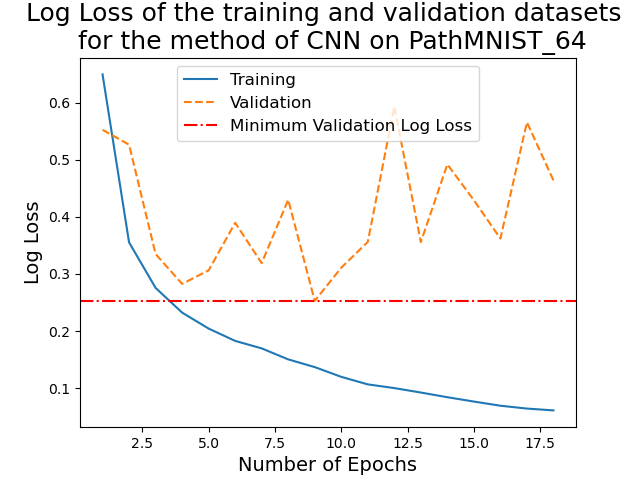 Log Loss of the training and validation datasets
for the method of CNN on PathMNIST_64
Training
Validation
Minimum Validation Log Loss
Log Loss
0.6
0.5
0.4
0.3
0.2
0.1
2.5 5.0 7.5 10.0 12.5 15.0 17.5
Number of Epochs